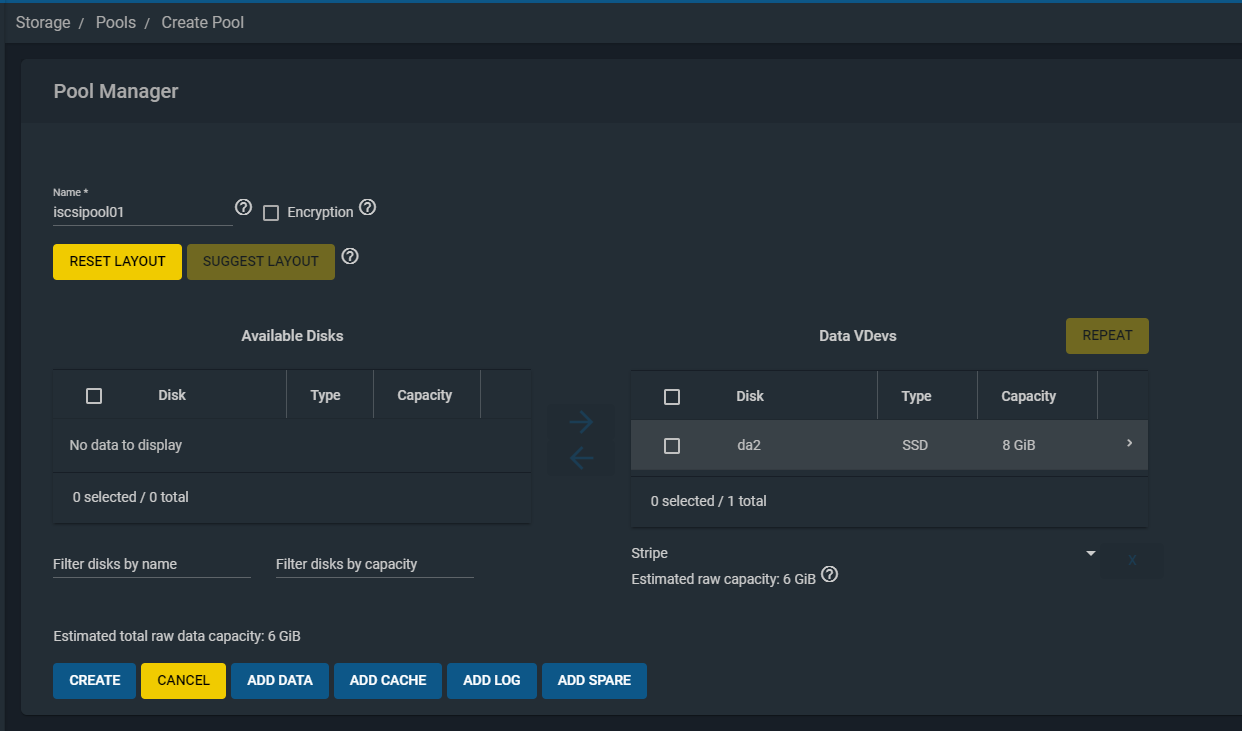 Storage / Pools / Create Pool
Pool Manager
Name *
iscsipool01
Encryption
RESET LAYOUT
SUGGEST LAYOUT
Available Disks
Disk Type Capacity
No data to display
0 selected / 0 total
Filter disks by name
Filter disks by capacity
Data VDevs
REPEAT
Disk Type Capacity
da2 SSD 8 GiB
0 selected / 1 total
Stripe
X
Estimated raw capacity: 6 GiB
Estimated total raw data capacity: 6 GiB
CREATE
CANCEL
ADD DATA
ADD CACHE
ADD LOG
ADD SPARE